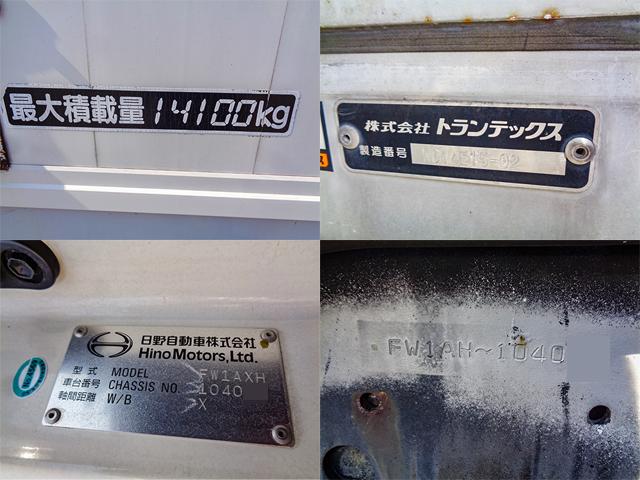 最大積載量 14100kg
株式会社 トランテックス
製造番号
日野自動車株式会社
Hino Motors, Ltd.
型式 MODEL FW1AXH
車台番号 CHASSIS NO. 1040
軸間距離 W/B X
FW1AH~1040